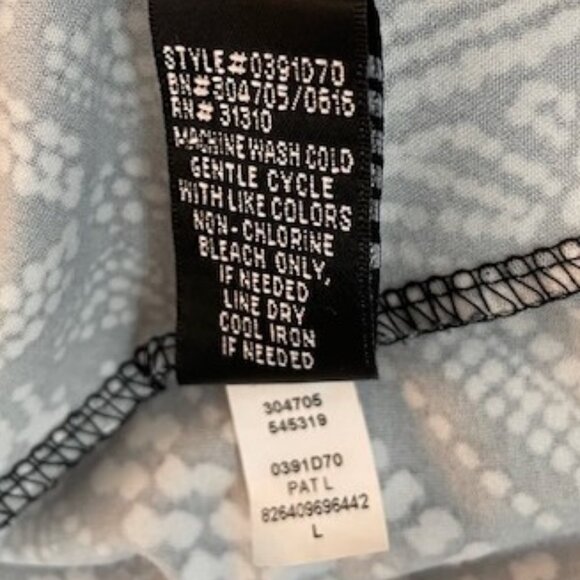 STYLE#0391D70
BN#304705/0616
RN# 31310
MACHINE WASH COLD
GENTLE CYCLE
WITH LIKE COLORS
NON-CHLORINE
BLEACH ONLY,
IF NEEDED
LINE DRY
COOL IRON
IF NEEDED
304705
545319
0391D70
PAT L
826409696442
L